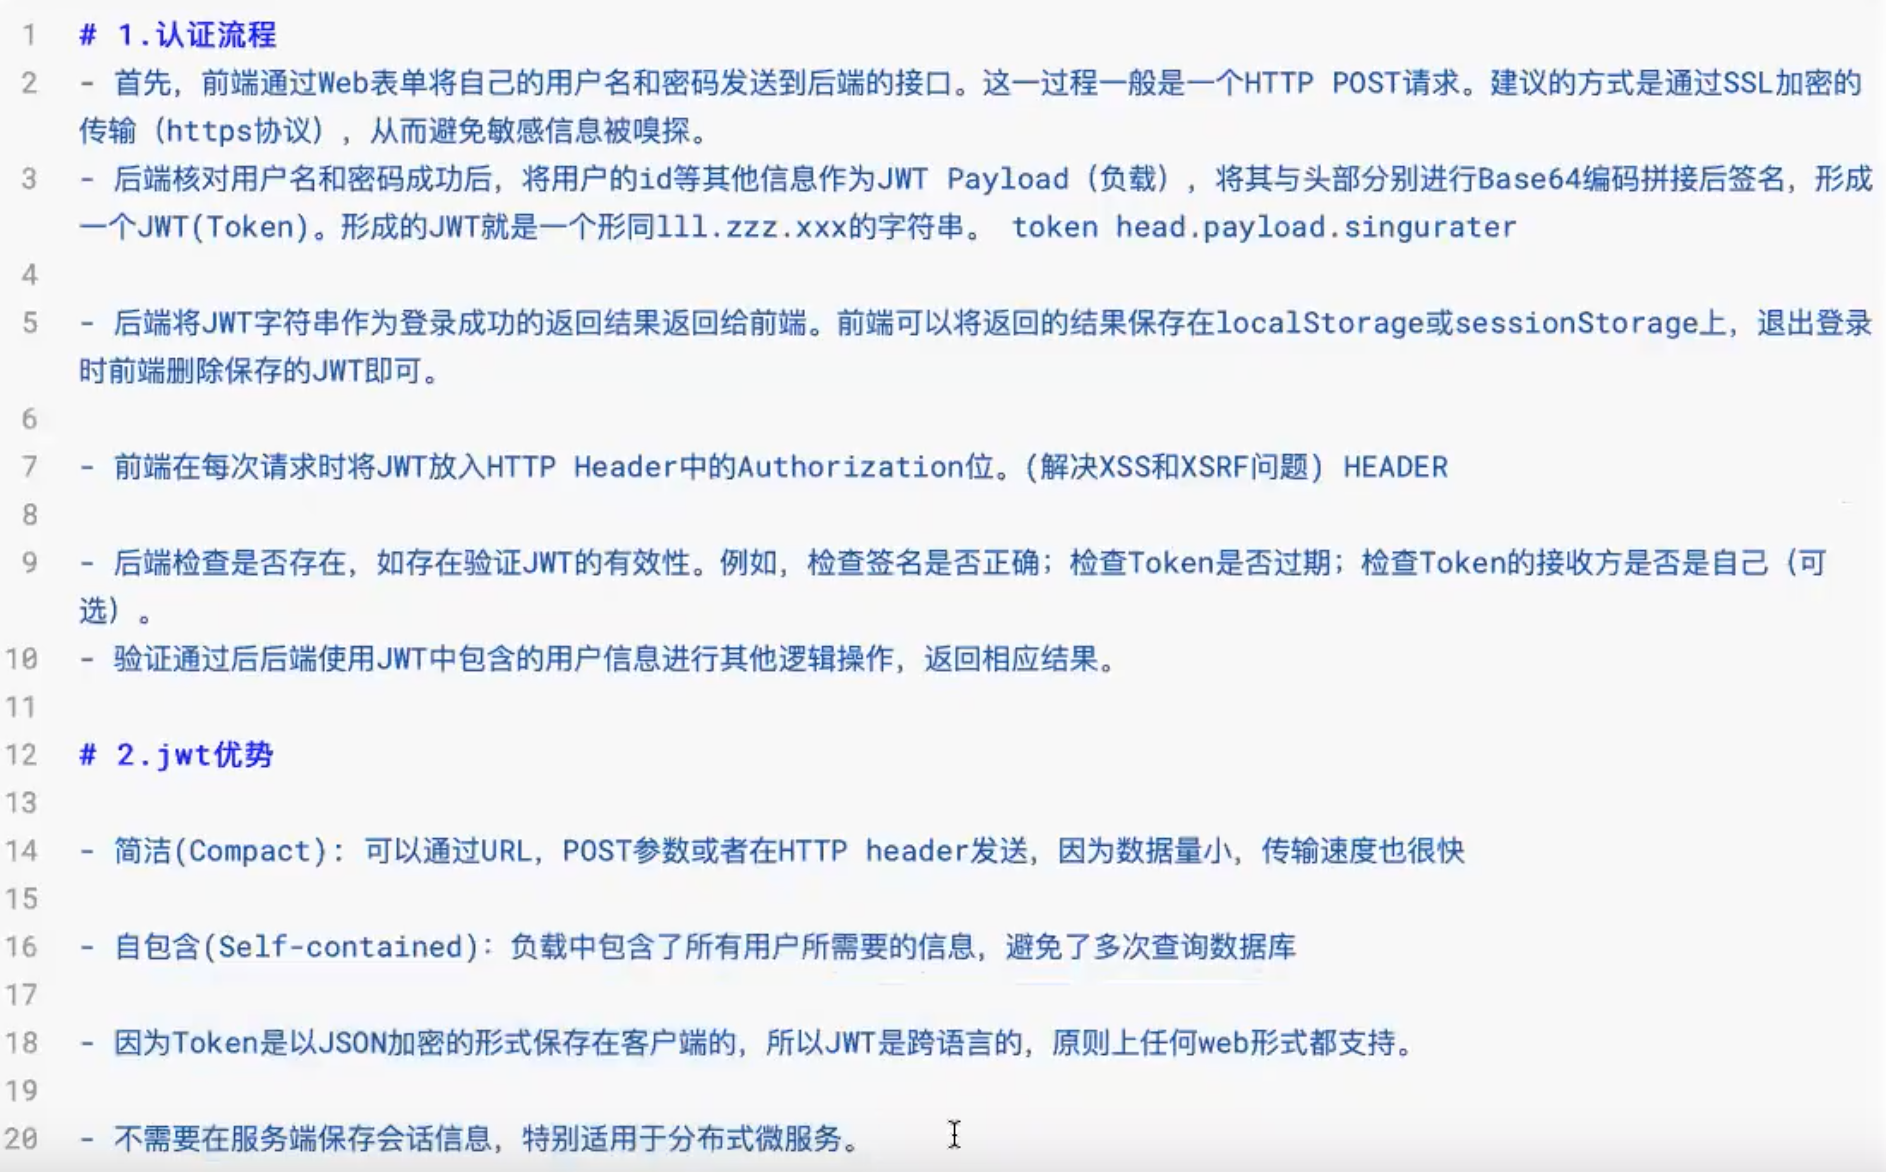 1 # 1.认证流程
2 - 首先，前端通过Web表单将自己的用户名和密码发送到后端的接口。这一过程一般是一个HTTP POST请求。建议的方式是通过SSL加密的
传输（https协议），从而避免敏感信息被嗅探。
3 - 后端核对用户名和密码成功后，将用户的id等其他信息作为JWT Payload（负载），将其与头部分别进行Base64编码拼接后签名，形成
一个JWT(Token)。形成的JWT就是一个形同lll.zzz.xxx的字符串。 token head.payload.singurater
4
5 - 后端将JWT字符串作为登录成功的返回结果返回给前端。前端可以将返回的结果保存在localStorage或sessionStorage上，退出登录
时前端删除保存的JWT即可。
6
7 - 前端在每次请求时将JWT放入HTTP Header中的Authorization位。(解决XSS和XSRF问题) HEADER
8
9 - 后端检查是否存在，如存在验证JWT的有效性。例如，检查签名是否正确；检查Token是否过期；检查Token的接收方是否是自己（可
选）。
10 - 验证通过后后端使用JWT中包含的用户信息进行其他逻辑操作，返回相应结果。
11
12 # 2.jwt优势
13
14 - 简洁(Compact): 可以通过URL，POST参数或者在HTTP header发送，因为数据量小，传输速度也很快
15
16 - 自包含(Self-contained)：负载中包含了所有用户所需要的信息，避免了多次查询数据库
17
18 - 因为Token是以JSON加密的形式保存在客户端的，所以JWT是跨语言的，原则上任何web形式都支持。
19
20 - 不需要在服务端保存会话信息，特别适用于分布式微服务。